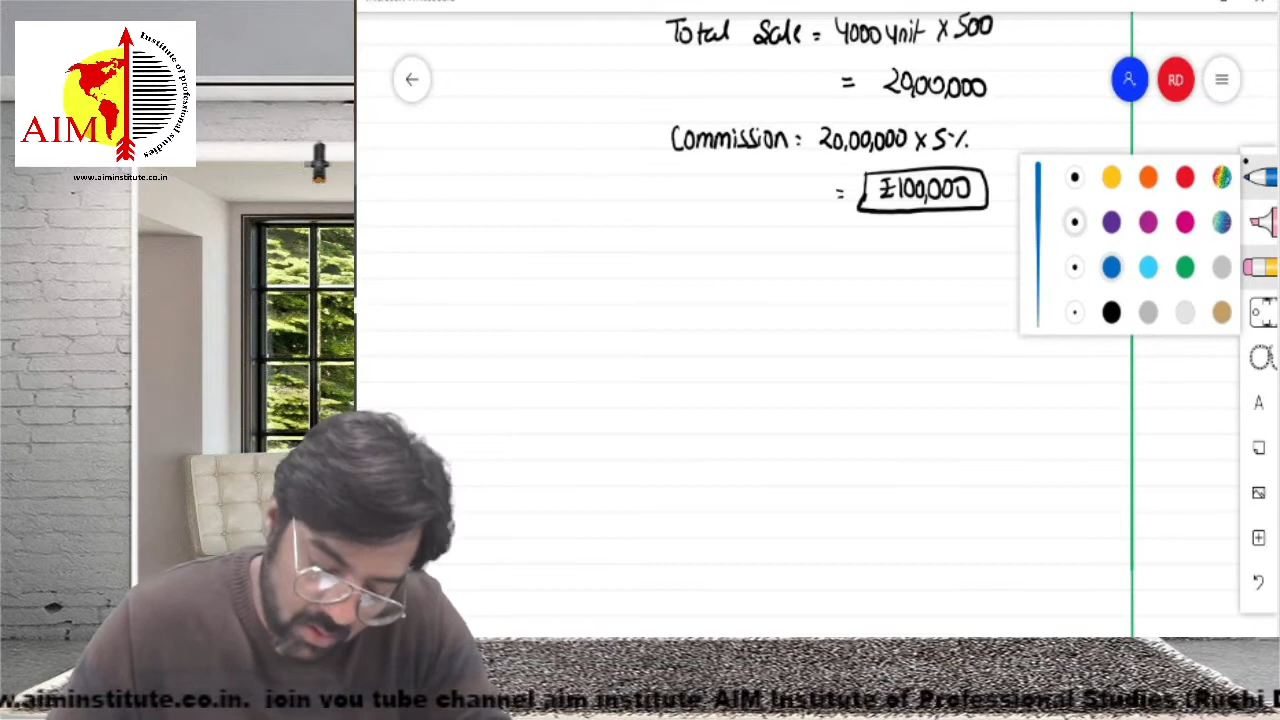 Total Sale = 4000 Unit × 500
= 20,00,000
Commission = 20,00,000 × 5%
= ₹100,000
RD
A
AIM
Institute of professional studies
www.aiminstitute.co.in
w.aiminstitute.co.in. join you tube channel aim institute AIM Institute of Professional Studies (Ruchi